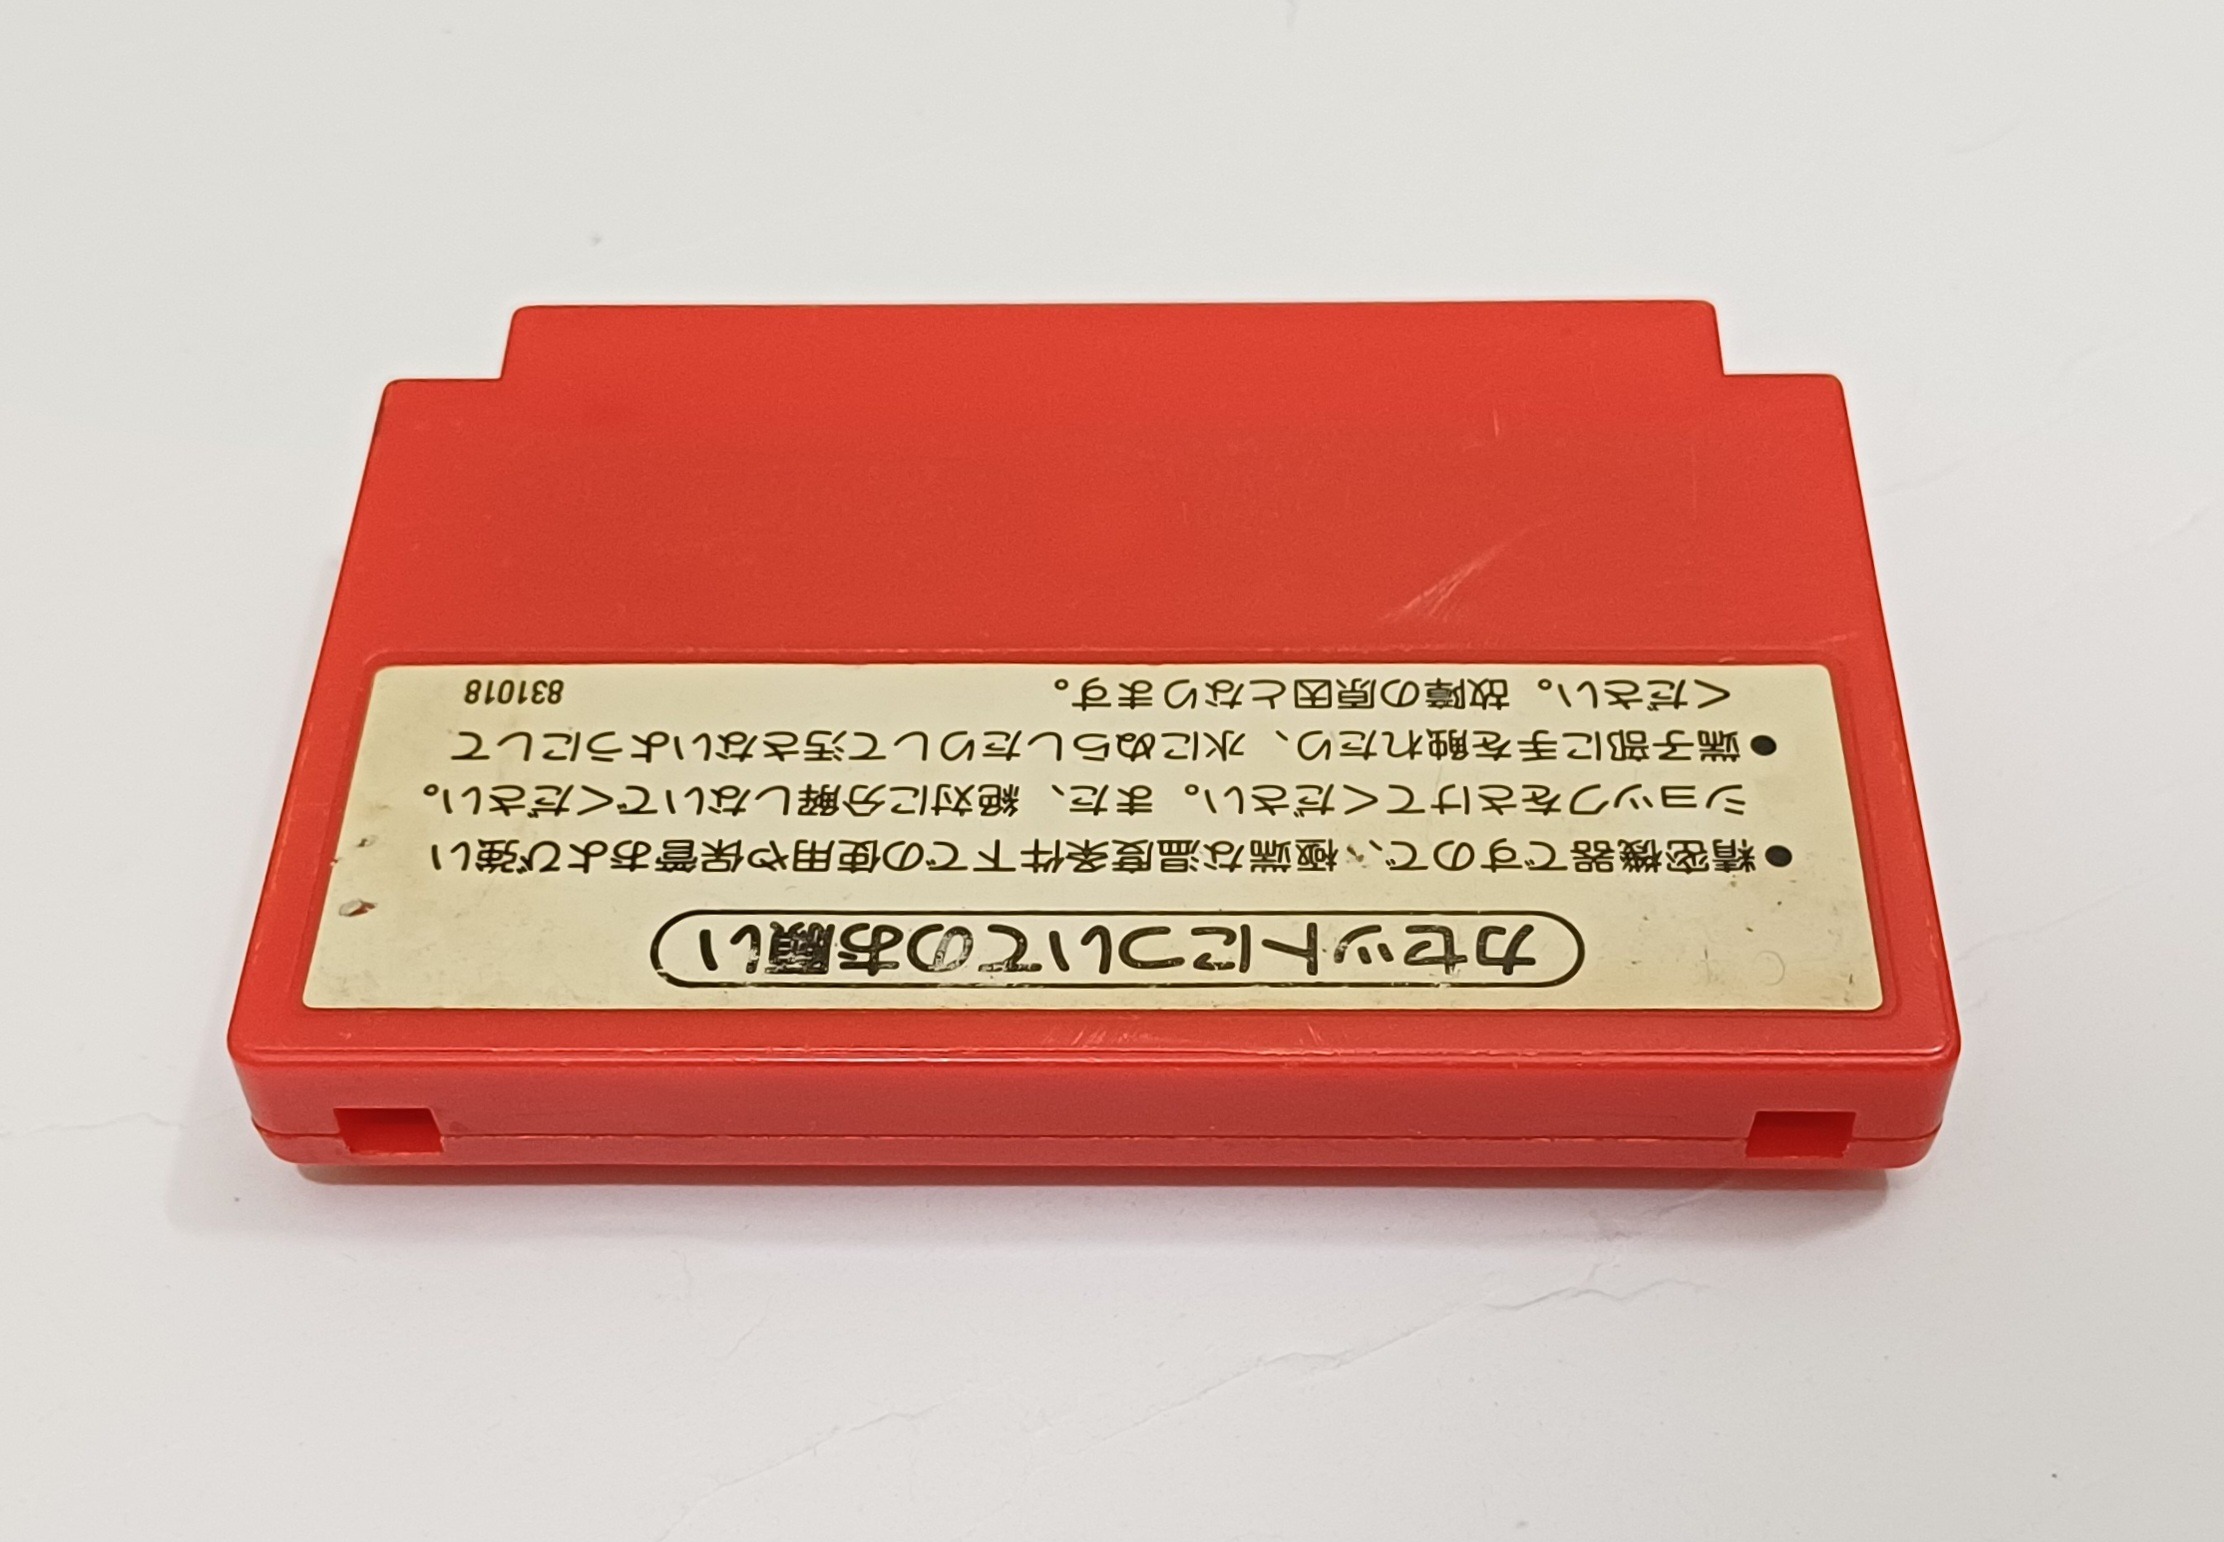 カセットについてのお願い
●精密機器ですので、極端な温度条件下での使用や保管および強い
ショックをさけてください。また、絶対に分解しないでください。
●端子部に手を触れたり、水にぬらしたりして汚さないようにして
ください。故障の原因となります。 831018